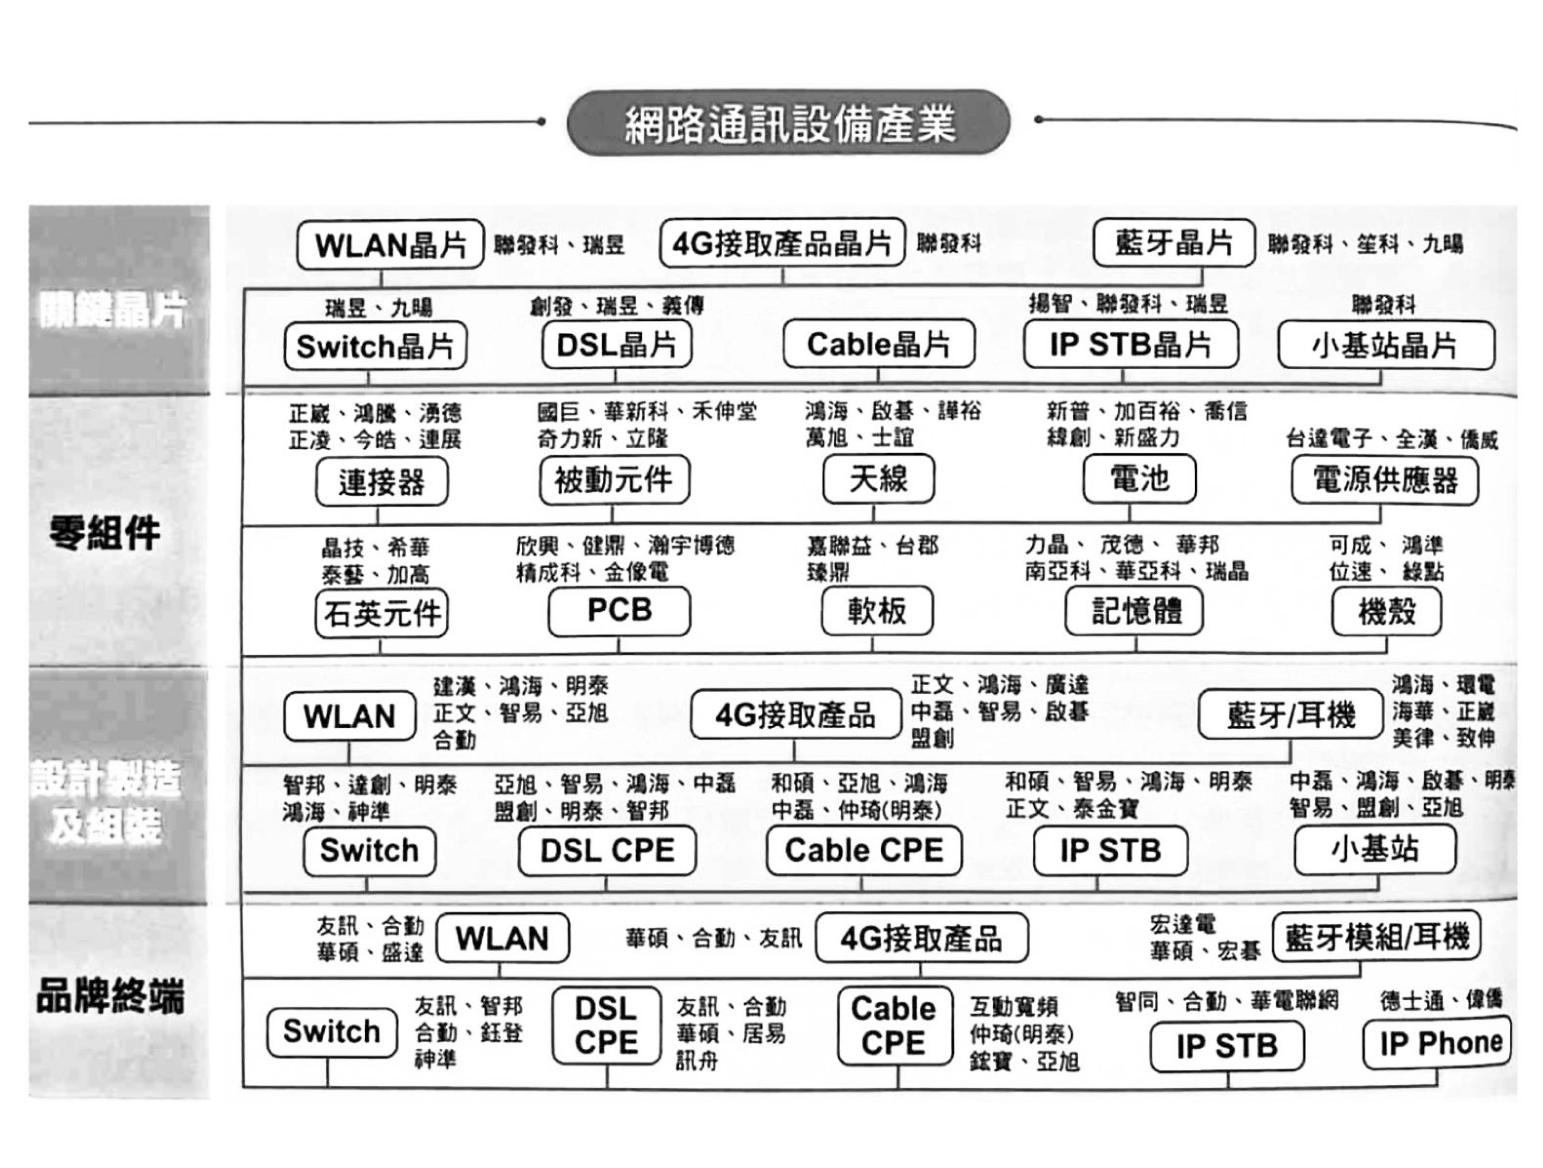 網路通訊設備產業
關鍵晶片
WLAN晶片 聯發科、瑞昱 4G接取產品晶片 聯發科 藍牙晶片 聯發科、笙科、九暘
瑞昱、九暘 創發、瑞昱、義傳 揚智、聯發科、瑞昱 聯發科
Switch晶片 DSL晶片 Cable晶片 IP STB晶片 小基站晶片
零組件
正崴、鴻騰、湧德 國巨、華新科、禾伸堂 鴻海、啟碁、譁裕 新普、加百裕、喬信
正凌、今皓、連展 奇力新、立隆 萬旭、士誼 緯創、新盛力 台達電子、全漢、僑威
連接器 被動元件 天線 電池 電源供應器
晶技、希華 欣興、健鼎、瀚宇博德 嘉聯益、台郡 力晶、茂德、華邦 可成、鴻準
泰藝、加高 精成科、金像電 臻鼎 南亞科、華亞科、瑞晶 位速、綠點
石英元件 PCB 軟板 記憶體 機殼
設計製造
及組裝
建漢、鴻海、明泰 正文、鴻海、廣達 鴻海、環電
WLAN 正文、智易、亞旭 4G接取產品 中磊、智易、啟碁 藍牙/耳機 海華、正崴
合勤 盟創 美律、致伸
智邦、達創、明泰 亞旭、智易、鴻海、中磊 和碩、亞旭、鴻海 和碩、智易、鴻海、明泰 中磊、鴻海、啟碁、明泰
鴻海、神準 盟創、明泰、智邦 中磊、仲琦(明泰) 正文、泰金寶 智易、盟創、亞旭
Switch DSL CPE Cable CPE IP STB 小基站
品牌終端
友訊、合勤 宏達電
華碩、盛達 WLAN 華碩、合勤、友訊 4G接取產品 華碩、宏碁 藍牙模組/耳機
友訊、智邦 DSL 友訊、合勤 Cable 互動寬頻 智同、合勤、華電聯網 德士通、偉僑
Switch 合勤、鈺登 CPE 華碩、居易 CPE 仲琦(明泰) IP STB IP Phone
神準 訊舟 鋐寶、亞旭